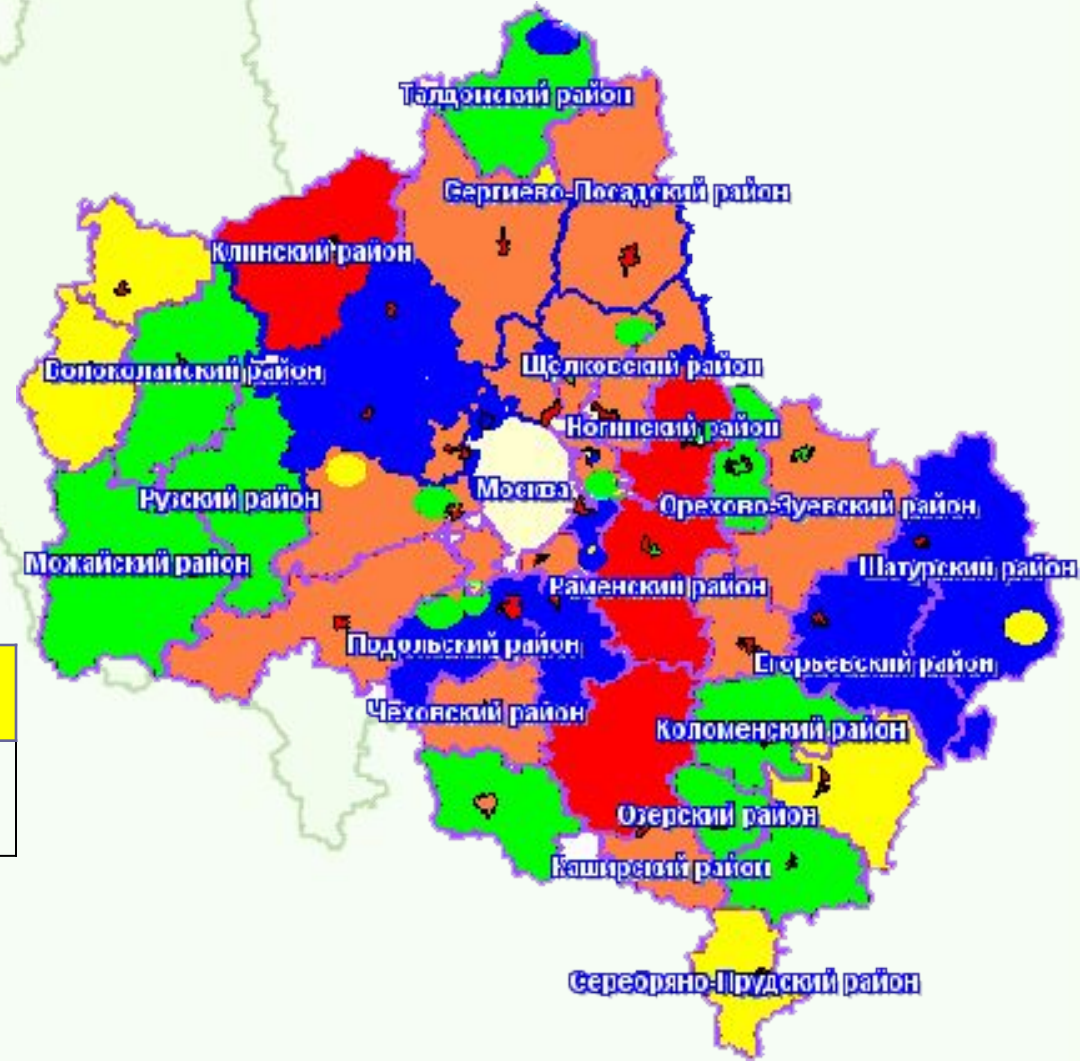 Талдомский район
Сергиево-Посадский район
Клинский район
Щёлковский район
Волоколамский район
Ногинский район
Москва
Рузский район
Орехово-Зуевский район
Можайский район
Шатурский район
Раменский район
Подольский район
Егорьевский район
Чеховский район
Коломенский район
Озерский район
Каширский район
Серебряно-Прудский район